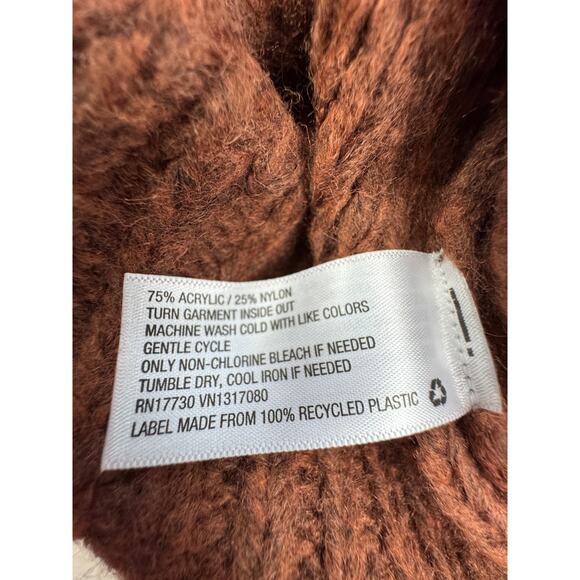 75% ACRYLIC / 25% NYLON
TURN GARMENT INSIDE OUT
MACHINE WASH COLD WITH LIKE COLORS
GENTLE CYCLE
ONLY NON-CHLORINE BLEACH IF NEEDED
TUMBLE DRY, COOL IRON IF NEEDED
RN17730 VN1317080
LABEL MADE FROM 100% RECYCLED PLASTIC